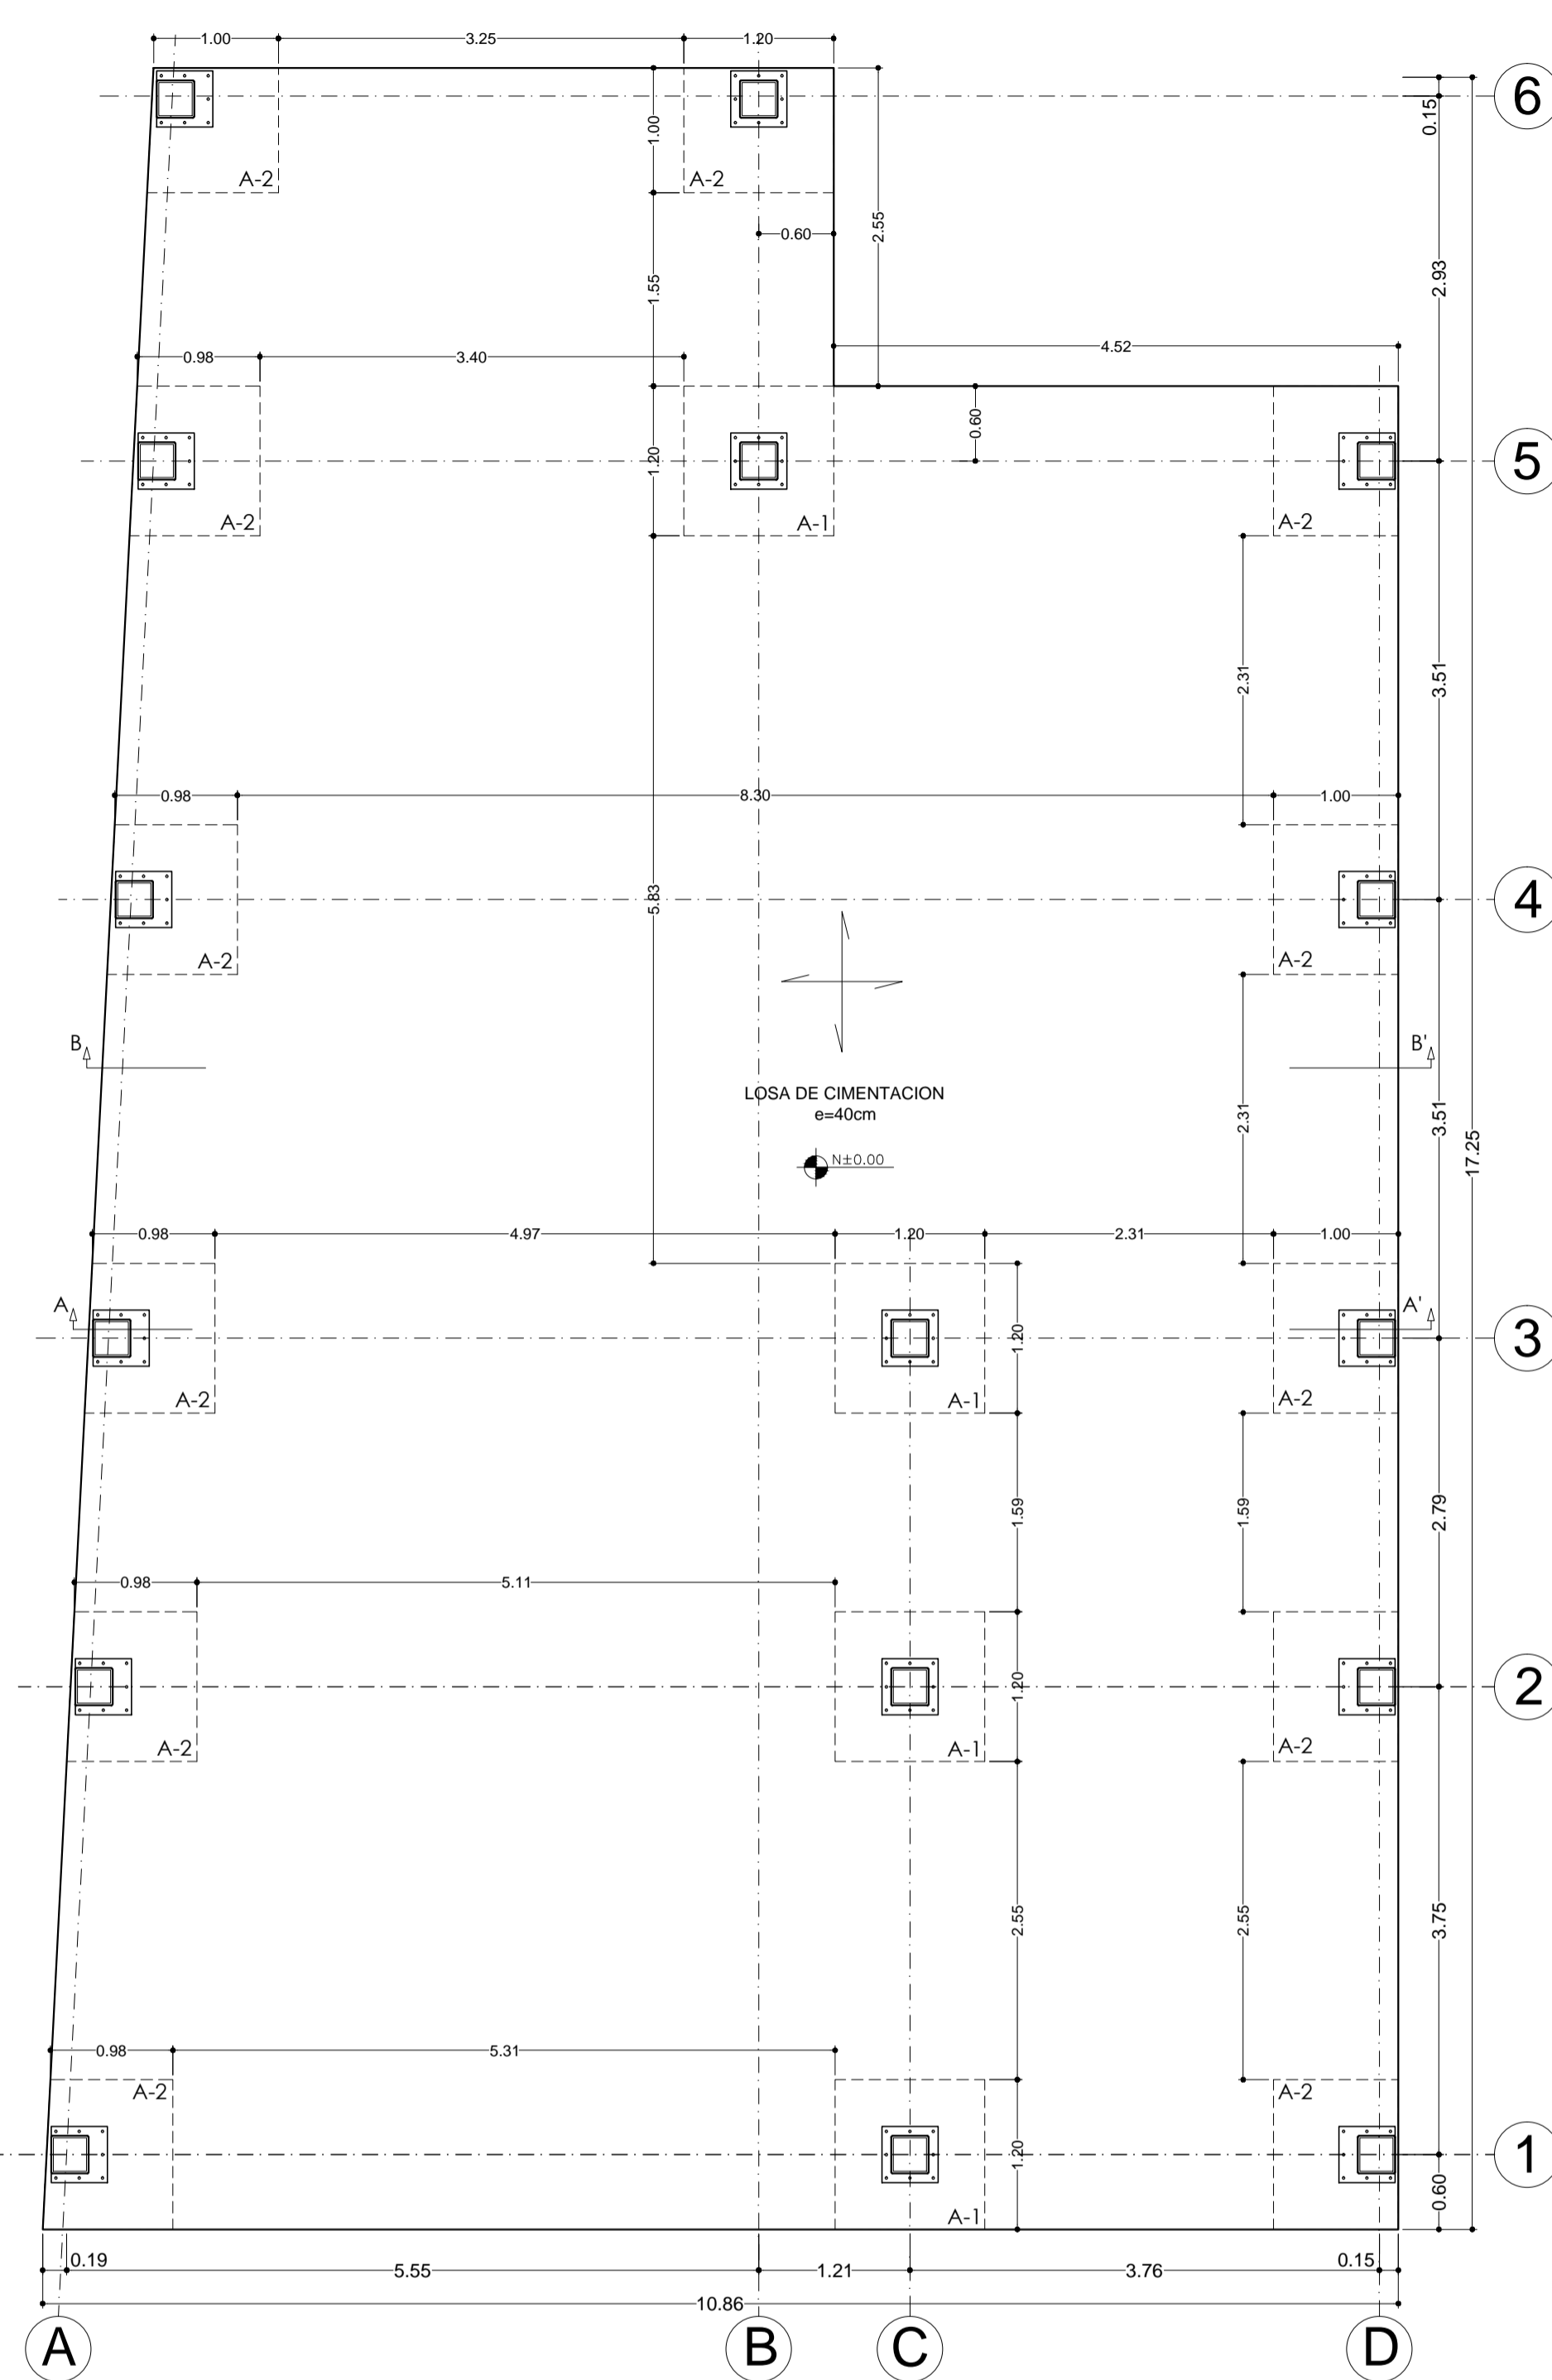 1.00 3.25 1.20
6
0.15
1.00
A-2 A-2
2.55
0.60
2.93
1.55
4.52
0.98 3.40
0.60
1.20
5
A-2 A-1 A-2
2.31
3.51
0.98 8.30 1.00
5.83
4
A-2 A-2
B B'
LOSA DE CIMENTACION
e=40cm
2.31
3.51
17.25
N±0.00
0.98 4.97 1.20 2.31 1.00
A A'
1.20
3
A-2 A-1 A-2
1.59 1.59 2.79
0.98 5.11
1.20
2
A-2 A-1 A-2
2.55 2.55 3.75
0.98 5.31
A-2 A-2
1.20
1
0.60
A-1
0.19 5.55 1.21 3.76 0.15
10.86
A B C D